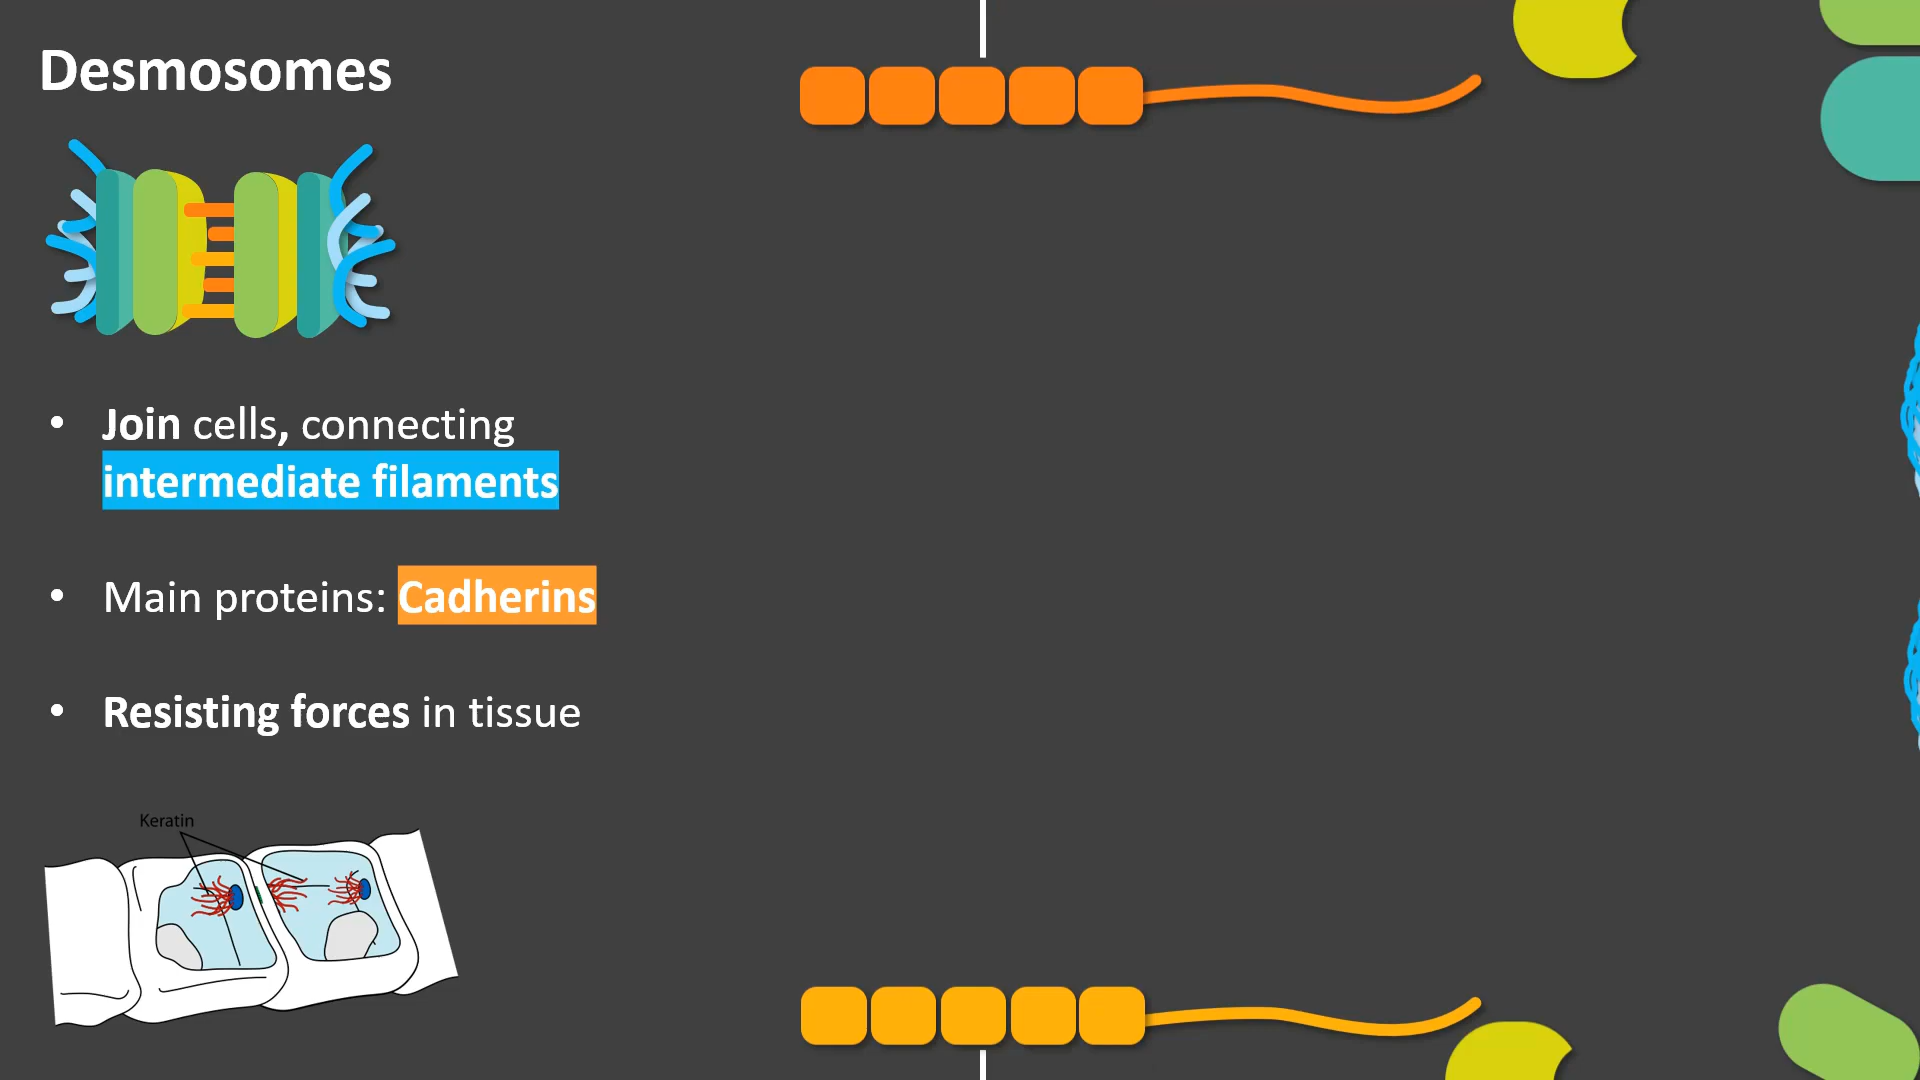 Desmosomes
• Join cells, connecting
intermediate filaments
• Main proteins: Cadherins
• Resisting forces in tissue
Keratin